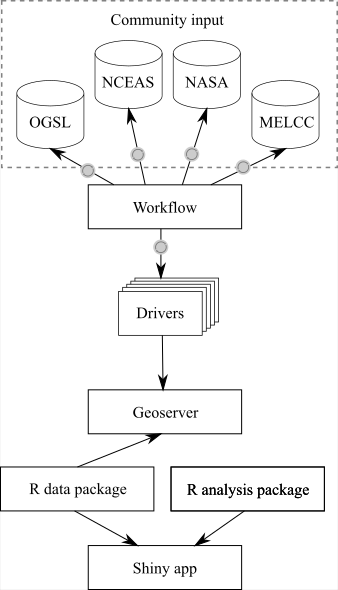 Community input
NCEAS
NASA
OGSL
MELCC
Workflow
Drivers
Geoserver
R data package
R analysis package
Shiny app